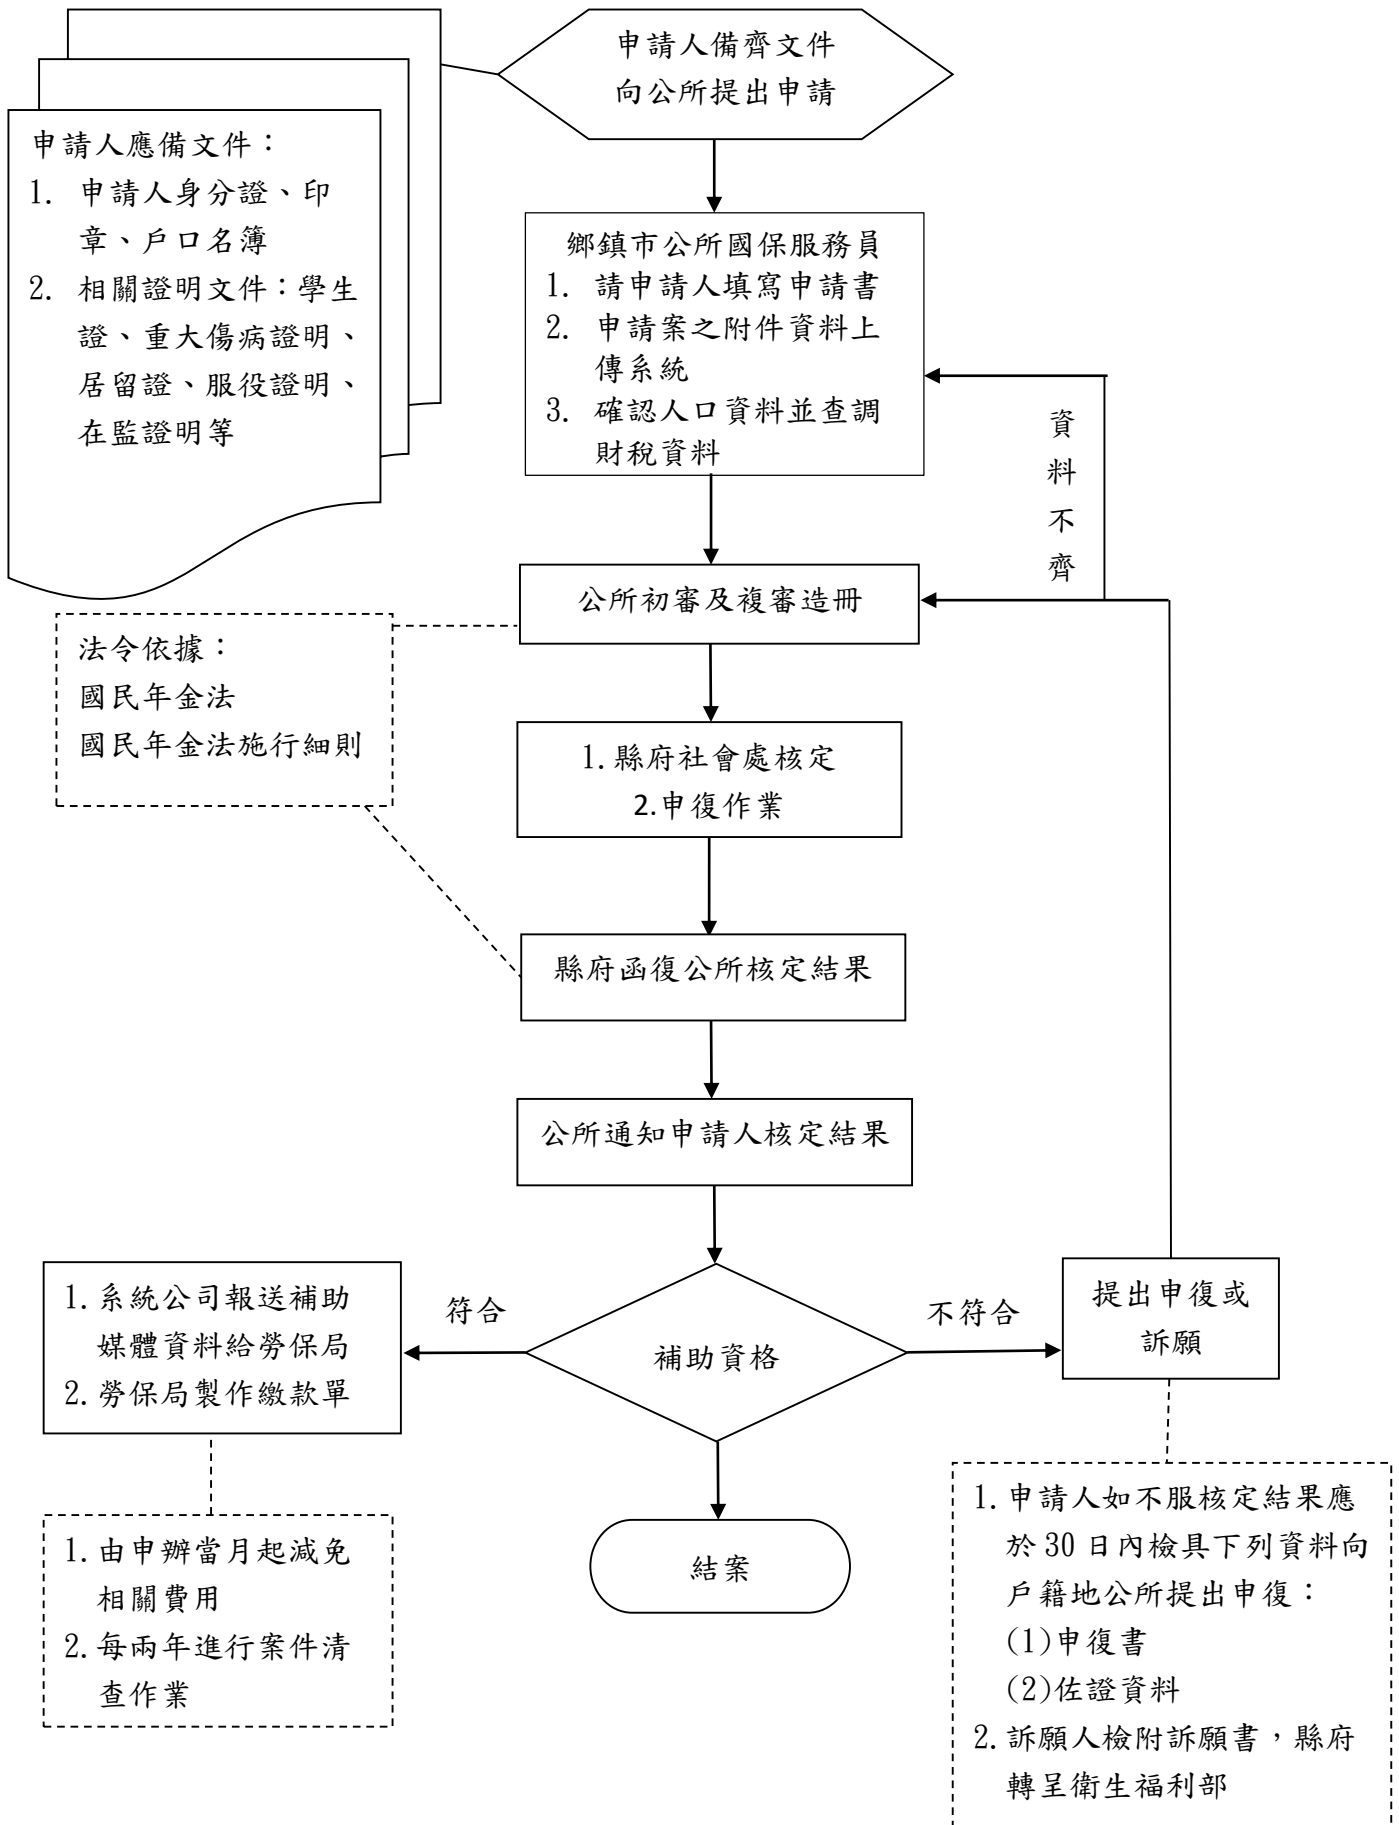 申請人備齊文件
向公所提出申請
申請人應備文件：
1. 申請人身分證、印
章、戶口名簿
2. 相關證明文件：學生
證、重大傷病證明、
居留證、服役證明、
在監證明等
鄉鎮市公所國保服務員
1. 請申請人填寫申請書
2. 申請案之附件資料上
傳系統
3. 確認人口資料並查調
財稅資料
資
料
不
齊
公所初審及複審造冊
法令依據：
國民年金法
國民年金法施行細則
1.縣府社會處核定
2.申復作業
縣府函復公所核定結果
公所通知申請人核定結果
1.系統公司報送補助
媒體資料給勞保局
2.勞保局製作繳款單
符合
補助資格
不符合
提出申復或
訴願
1.由申辦當月起減免
相關費用
2.每兩年進行案件清
查作業
結案
1.申請人如不服核定結果應
於30日內檢具下列資料向
戶籍地公所提出申復：
(1)申復書
(2)佐證資料
2.訴願人檢附訴願書，縣府
轉呈衛生福利部